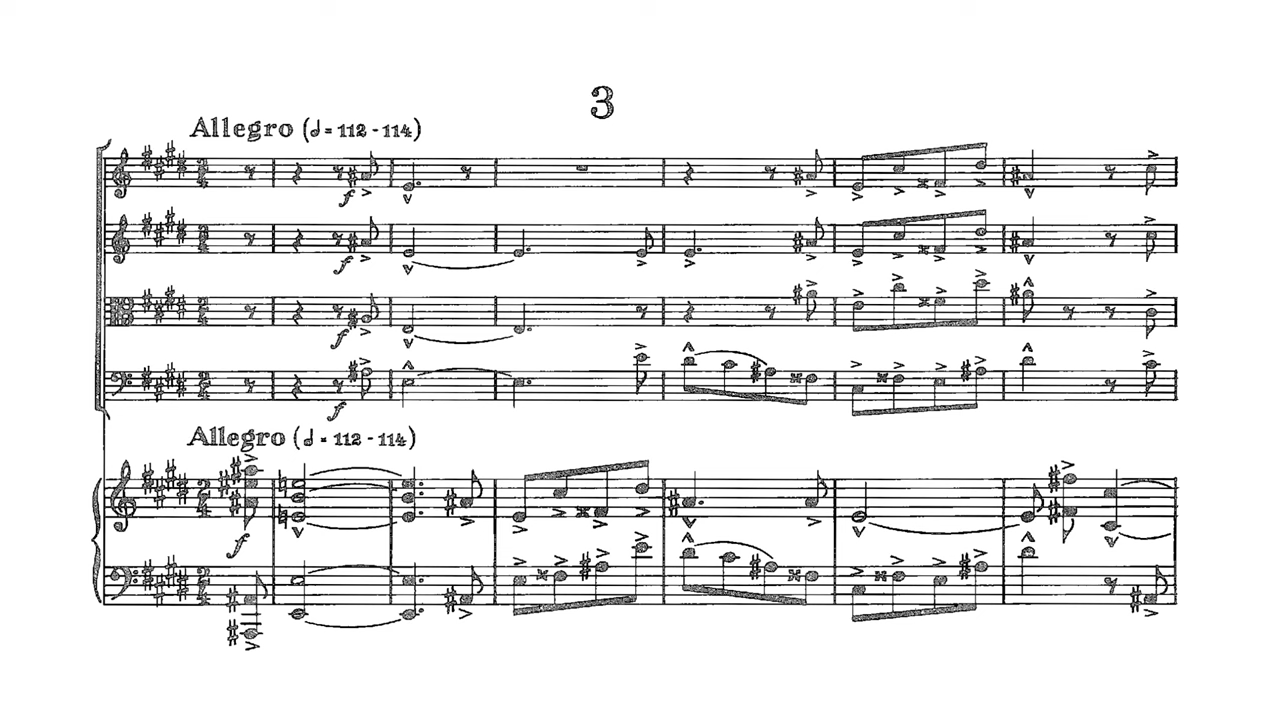 3
Allegro (𝅗𝅥 = 112 - 114)
f
f
f
f
Allegro (𝅗𝅥 = 112 - 114)
f